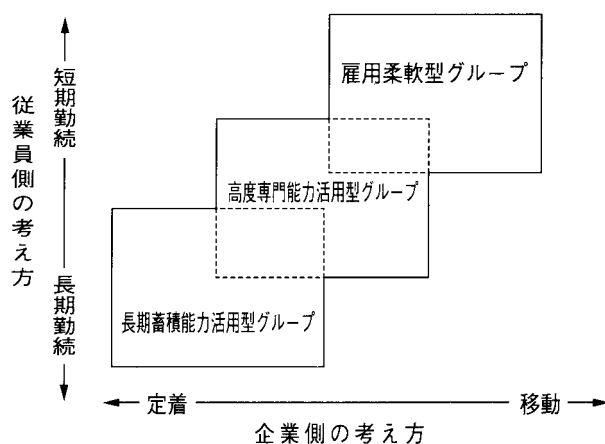 従業員側の考え方
短期勤続
長期勤続
雇用柔軟型グループ
高度専門能力活用型グループ
長期蓄積能力活用型グループ
定着
移動
企業側の考え方